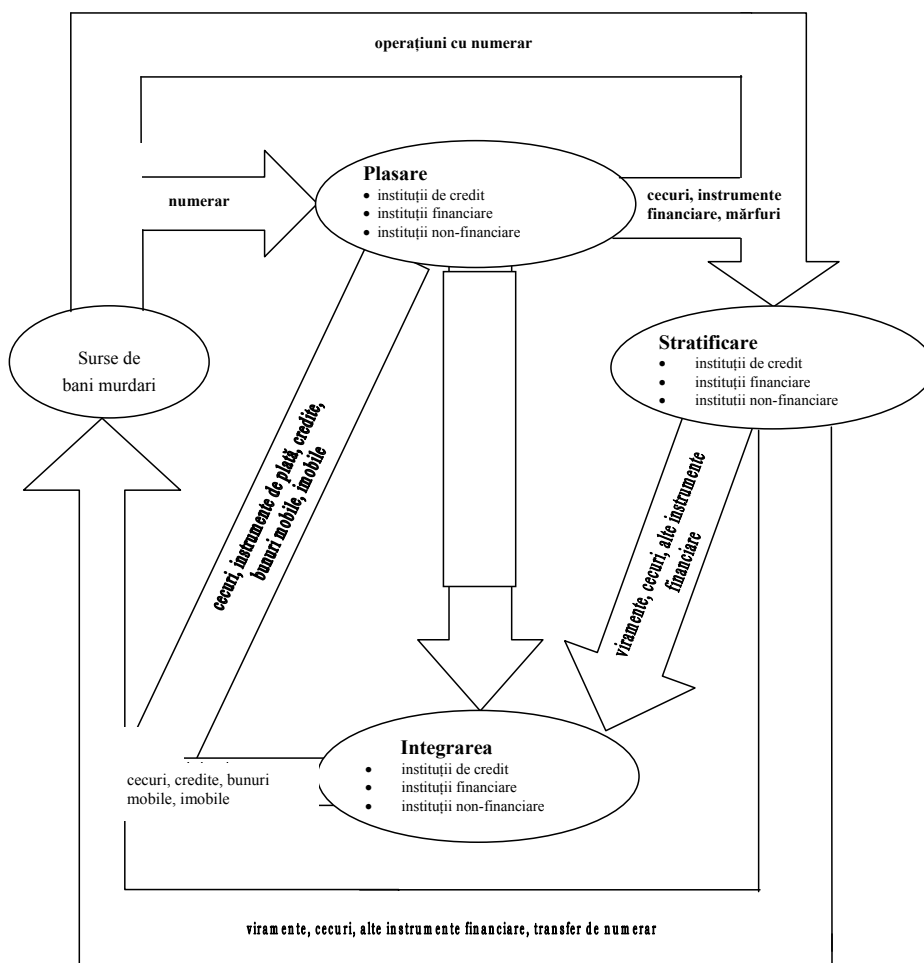 operațiuni cu numerar
Plasare
• instituții de credit
• instituții financiare
• instituții non-financiare
numerar
cecuri, instrumente
financiare, mărfuri
Surse de
bani murdari
Stratificare
• instituții de credit
• instituții financiare
• institutii non-financiare
cecuri, instrumente de plată, credite,
bunuri mobile, imobile
viramente, cecuri, alte instrumente
financiare
Integrarea
• instituții de credit
• instituții financiare
• instituții non-financiare
cecuri, credite, bunuri
mobile, imobile
viramente, cecuri, alte instrumente financiare, transfer de numerar